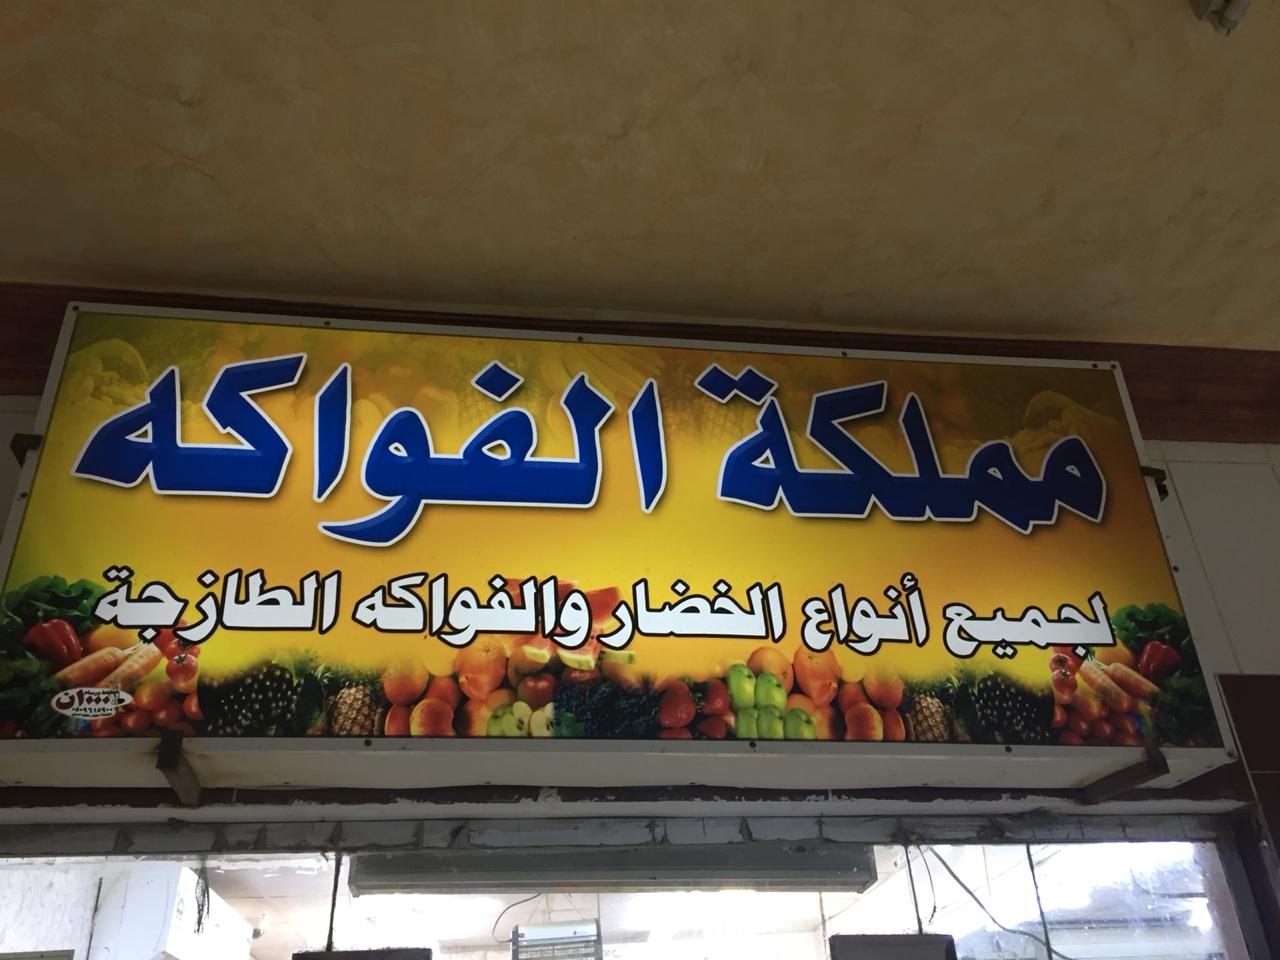 مملكة الفواكه
لجميع أنواع الخضار والفواكه الطازجة